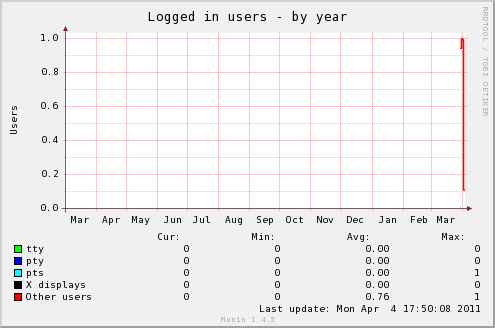 Logged in users - by year
RRDTOOL / TOBI OETIKER
Users
1.0
0.8
0.6
0.4
0.2
0.0
Mar Apr May Jun Jul Aug Sep Oct Nov Dec Jan Feb Mar
Cur: Min: Avg: Max:
tty 0 0 0.00 0
pty 0 0 0.00 0
pts 0 0 0.00 1
X displays 0 0 0.00 0
Other users 0 0 0.76 1
Last update: Mon Apr 4 17:50:08 2011
Munin 1.4.5